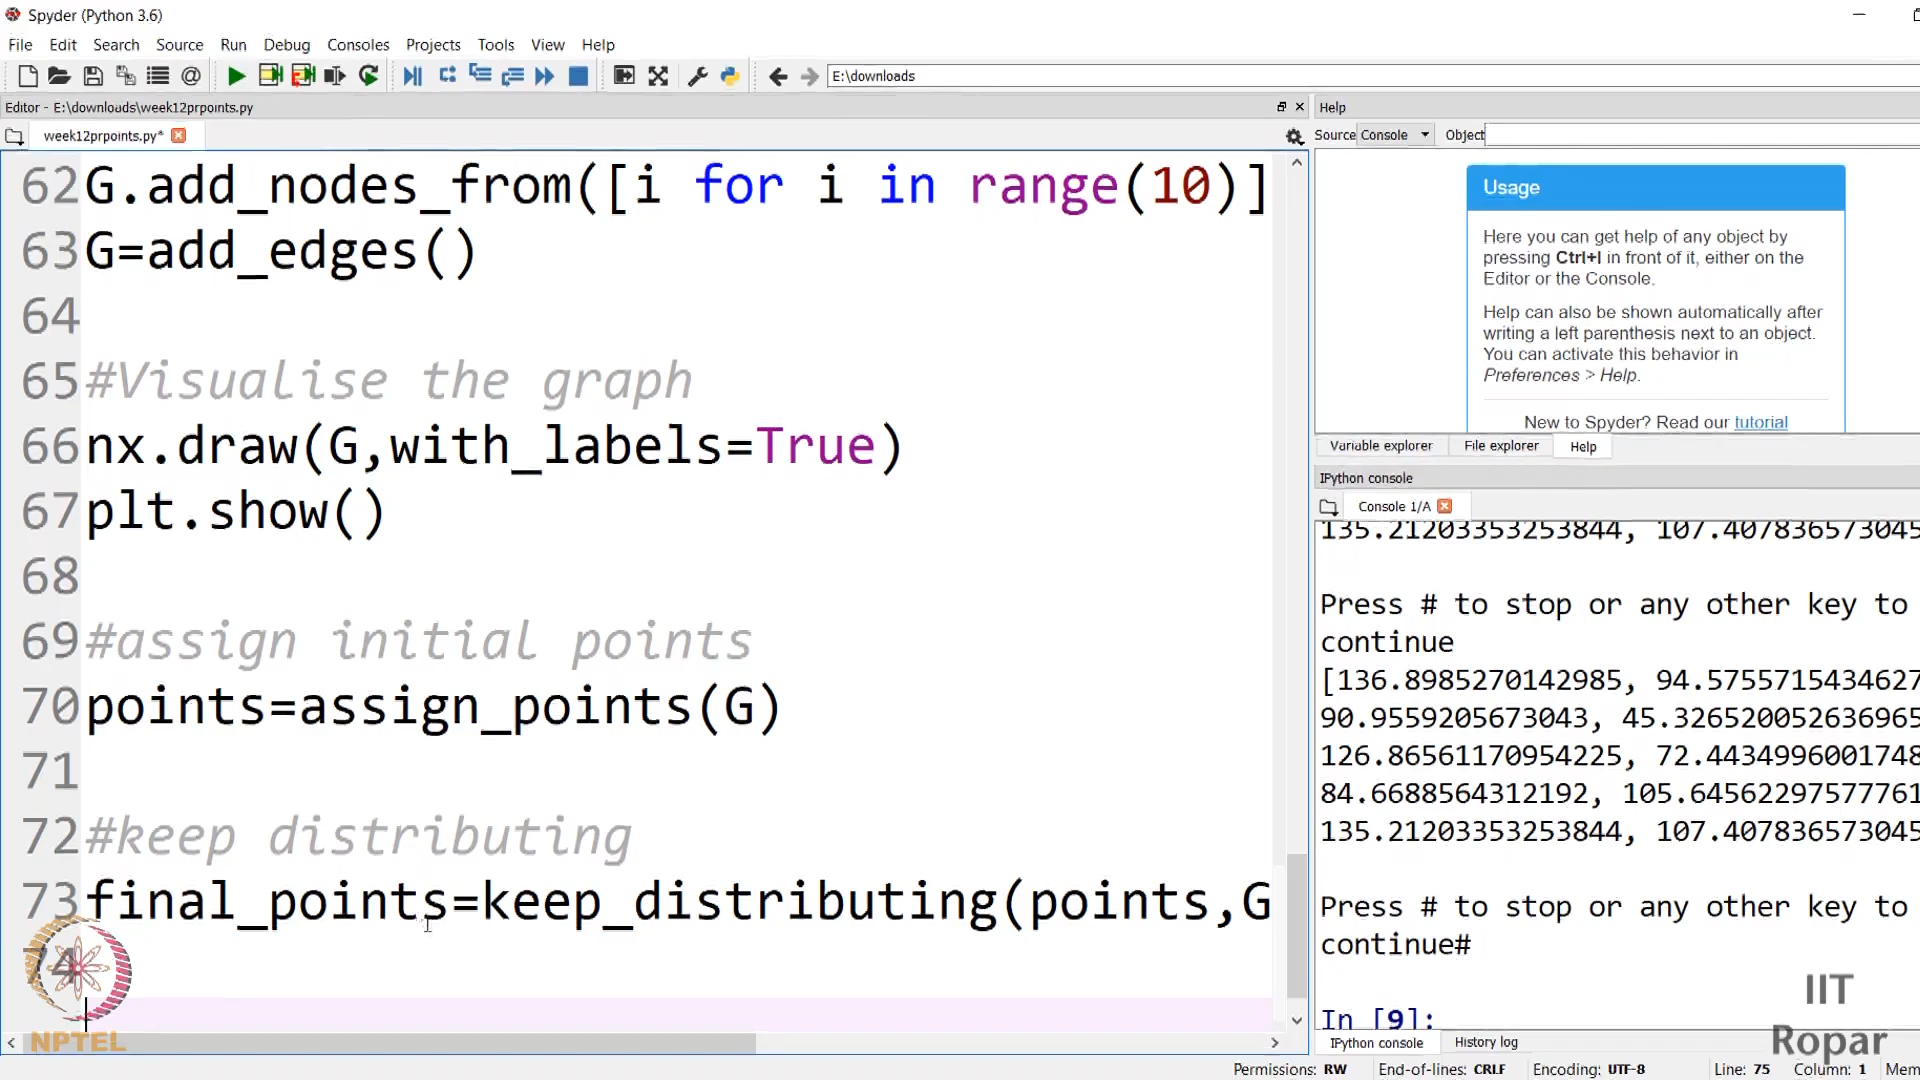 Spyder (Python 3.6)
File Edit Search Source Run Debug Consoles Projects Tools View Help
E:\downloads
Editor - E:\downloads\week12prpoints.py
week12prpoints.py*
62 G.add_nodes_from([i for i in range(10)]
63 G=add_edges()
64
65 #Visualise the graph
66 nx.draw(G,with_labels=True)
67 plt.show()
68
69 #assign initial points
70 points=assign_points(G)
71
72 #keep distributing
73 final_points=keep_distributing(points,G
74
NPTEL
Help
Source Console Object
Usage
Here you can get help of any object by
pressing Ctrl+I in front of it, either on the
Editor or the Console.
Help can also be shown automatically after
writing a left parenthesis next to an object.
You can activate this behavior in
Preferences > Help.
New to Spyder? Read our tutorial
Variable explorer File explorer Help
IPython console
Console 1/A
135.21203353253844, 107.407836573045
Press # to stop or any other key to
continue
[136.8985270142985, 94.5755715434627
90.9559205673043, 45.326520052636965
126.86561170954225, 72.4434996001748
84.6688564312192, 105.64562297577761
135.21203353253844, 107.407836573045
Press # to stop or any other key to
continue#
In [9]:
IPython console History log
IIT
Ropar
Permissions: RW End-of-lines: CRLF Encoding: UTF-8 Line: 75 Column: 1 Mem